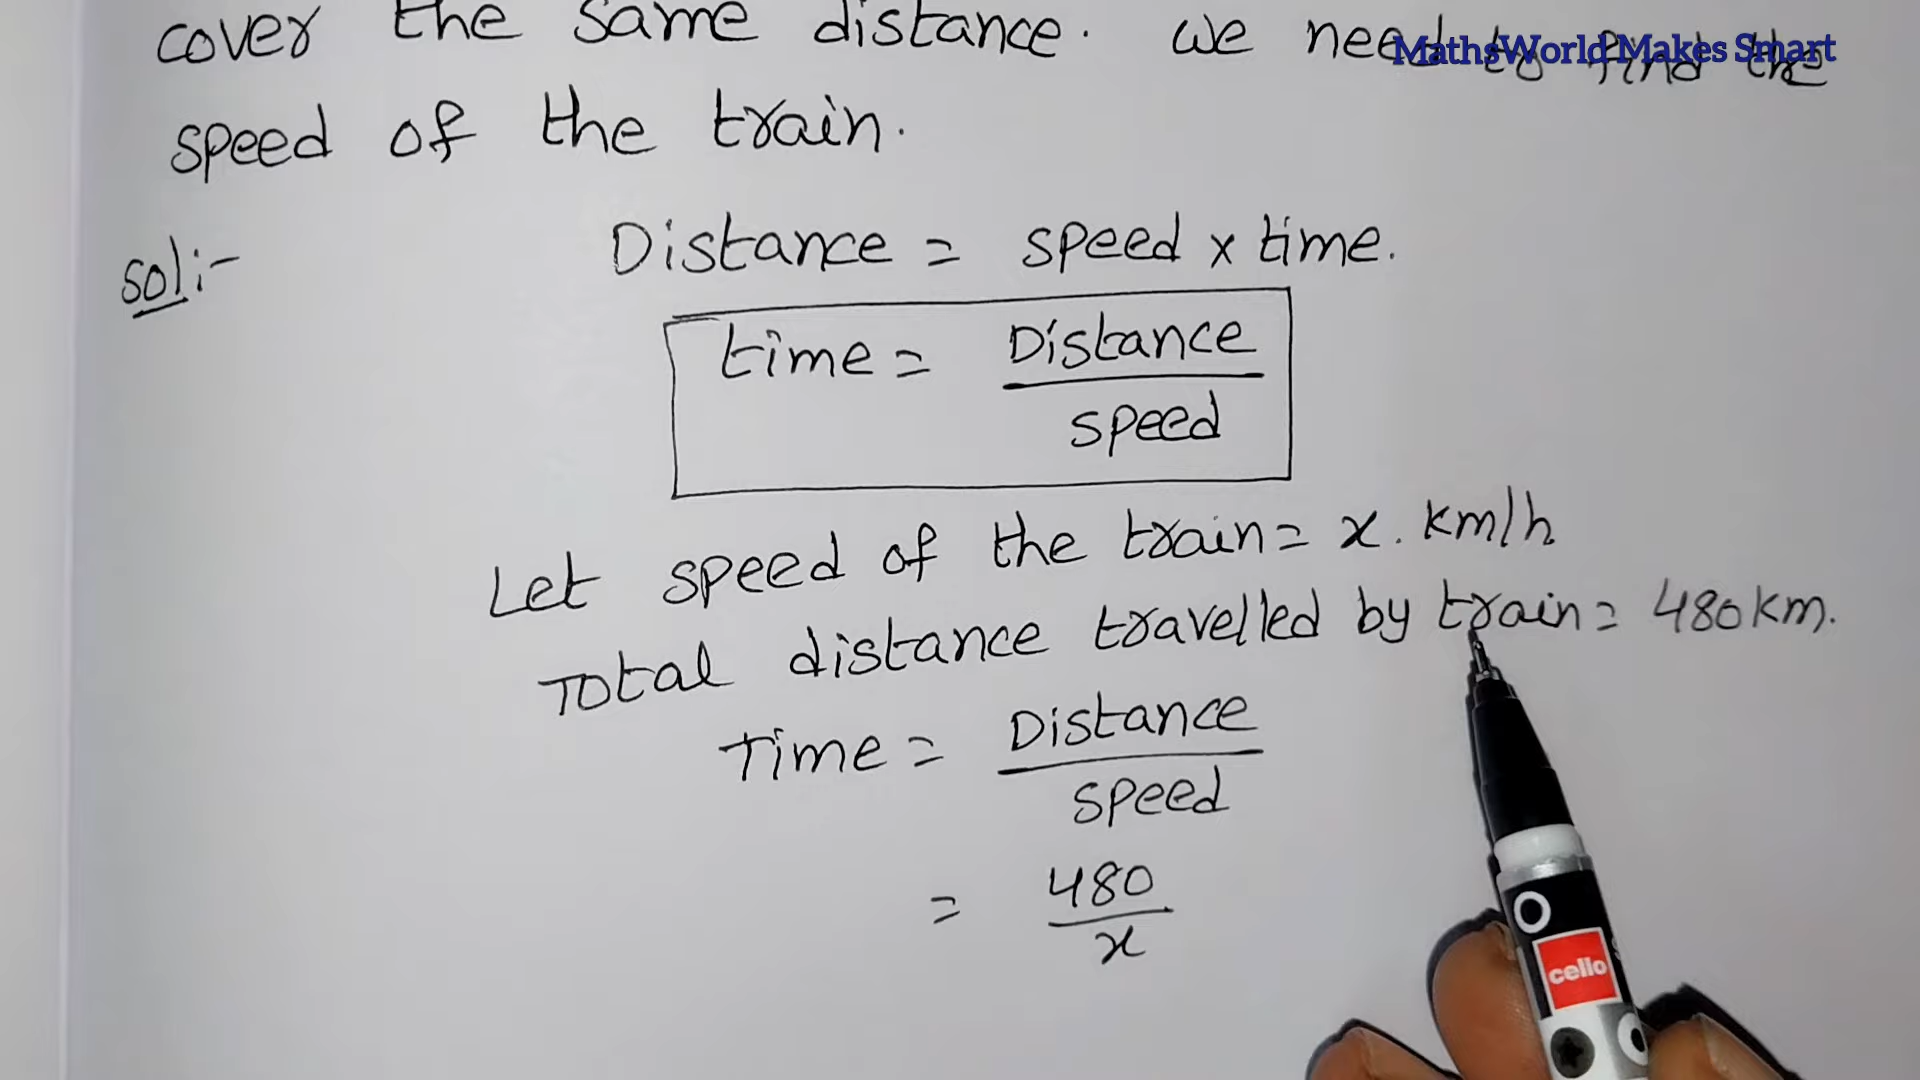 cover the same distance. we need to find the
MathsWorld Makes Smart
speed of the train.
sol:- Distance = speed x time.
time = Distance
speed
Let speed of the train = x. km/h
Total distance travelled by train = 480km.
Time = Distance
speed
= 480
x
cello